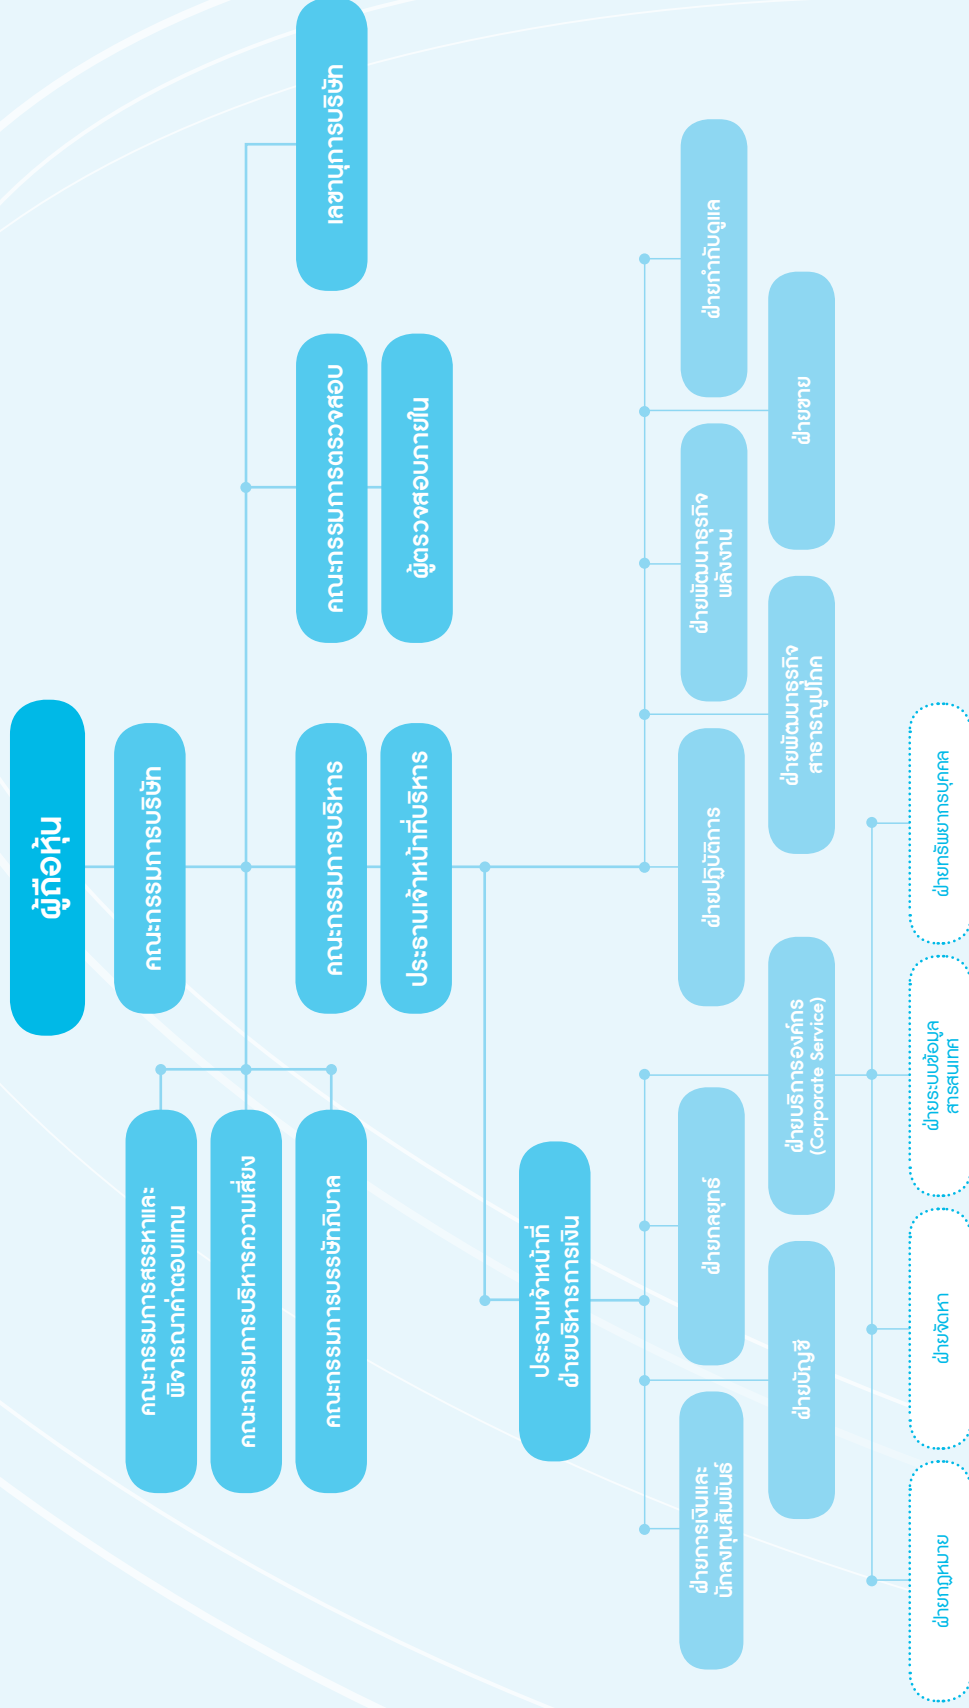 ผู้ถือหุ้น
คณะกรรมการบริษัท
คณะกรรมการสรรหาและ
พิจารณาค่าตอบแทน
คณะกรรมการบริหารความเสี่ยง
คณะกรรมการบรรษัทภิบาล
คณะกรรมการบริหาร
ประธานเจ้าหน้าที่บริหาร
คณะกรรมการตรวจสอบ
ผู้ตรวจสอบภายใน
เลขานุการบริษัท
ประธานเจ้าหน้าที่
ฝ่ายบริหารการเงิน
ฝ่ายการเงินและ
นักลงทุนสัมพันธ์
ฝ่ายกลยุทธ์
ฝ่ายปฏิบัติการ
ฝ่ายพัฒนาธุรกิจ
พลังงาน
ฝ่ายกำกับดูแล
ฝ่ายบัญชี
ฝ่ายบริการองค์กร
(Corporate Service)
ฝ่ายพัฒนาธุรกิจ
สาธารณูปโภค
ฝ่ายขาย
ฝ่ายกฎหมาย
ฝ่ายจัดหา
ฝ่ายระบบข้อมูล
สารสนเทศ
ฝ่ายทรัพยากรบุคคล